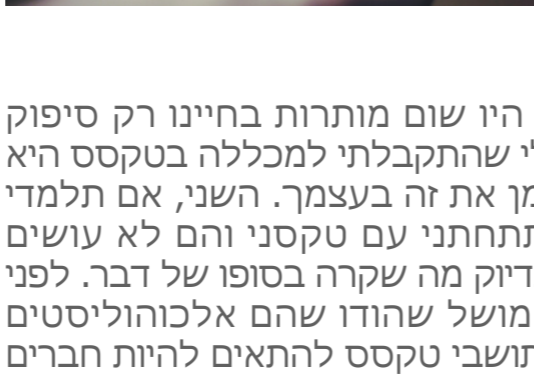 היו שום מותרות בחיינו רק סיפוק
לי שהתקבלתי למכללה בטקסס היא
מן את זה בעצמך. השני, אם תלמדי
תתחתני עם טקסני והם לא עושים
דיוק מה שקרה בסופו של דבר. לפני
מושל שהודו שהם אלכוהוליסטים
תושבי טקסס להתאים להיות חברים